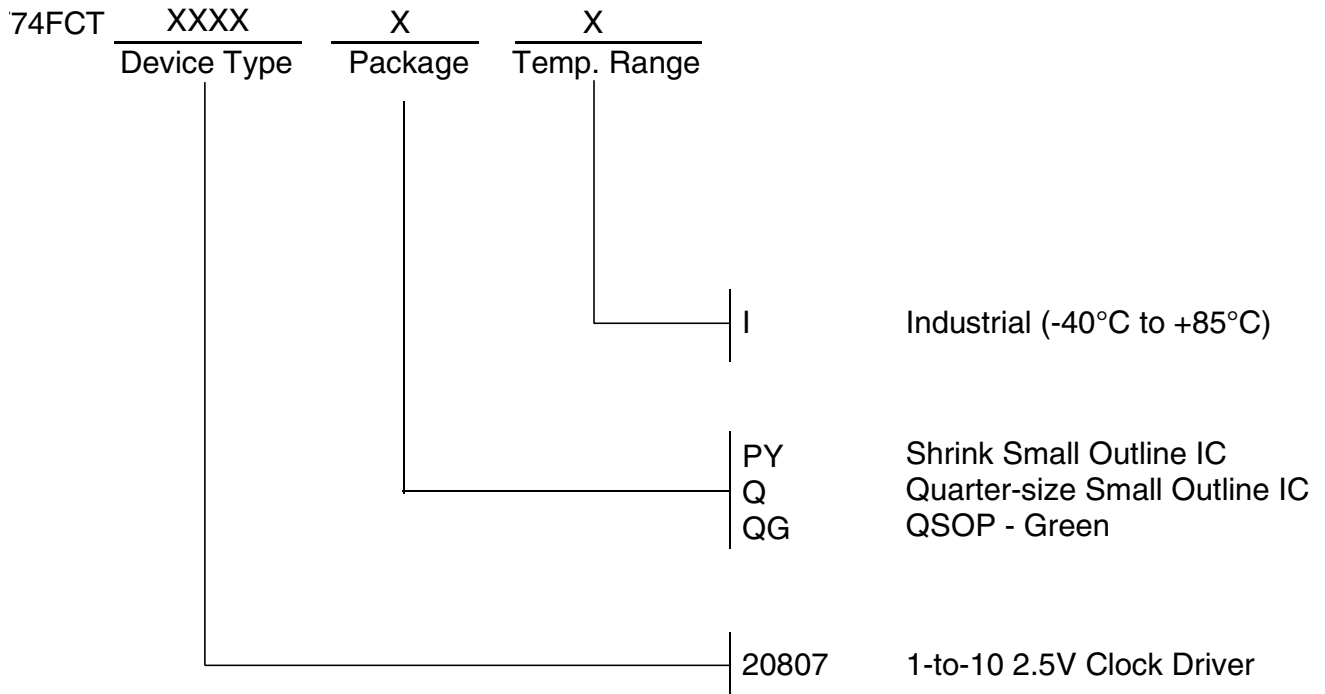 '74FCT XXXX X X
Device Type Package Temp. Range
I Industrial (-40°C to +85°C)
PY Shrink Small Outline IC
Q Quarter-size Small Outline IC
QG QSOP - Green
20807 1-to-10 2.5V Clock Driver